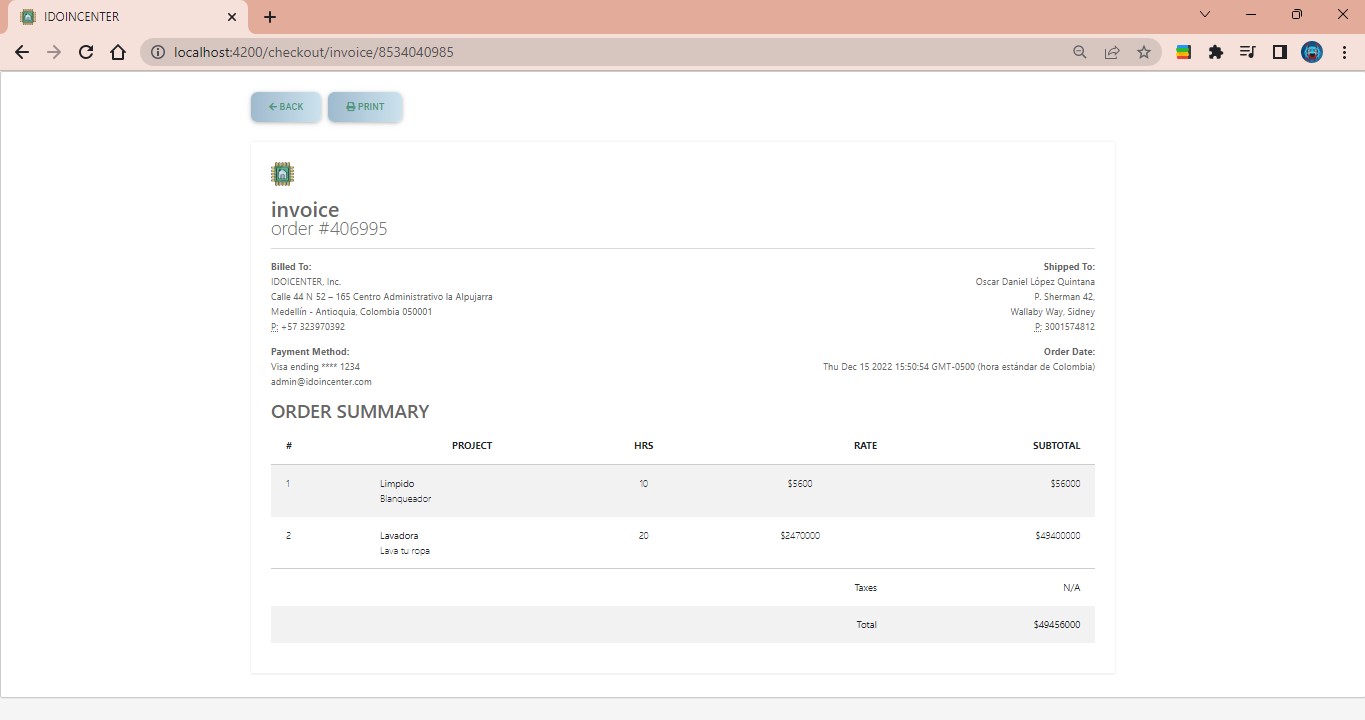 IDOINCENTER
localhost:4200/checkout/invoice/8534040985
BACK
PRINT
invoice
order #406995
Billed To:
IDOICENTER, Inc.
Calle 44 N 52 – 165 Centro Administrativo la Alpujarra
Medellín - Antioquia, Colombia 050001
P: +57 323970392
Shipped To:
Oscar Daniel López Quintana
P. Sherman 42,
Wallaby Way, Sidney
P: 3001574812
Payment Method:
Visa ending **** 1234
admin@idoincenter.com
Order Date:
Thu Dec 15 2022 15:50:54 GMT-0500 (hora estándar de Colombia)
ORDER SUMMARY
# PROJECT HRS RATE SUBTOTAL
1 Limpido 10 $5600 $56000
Blanqueador
2 Lavadora 20 $2470000 $49400000
Lava tu ropa
Taxes N/A
Total $49456000